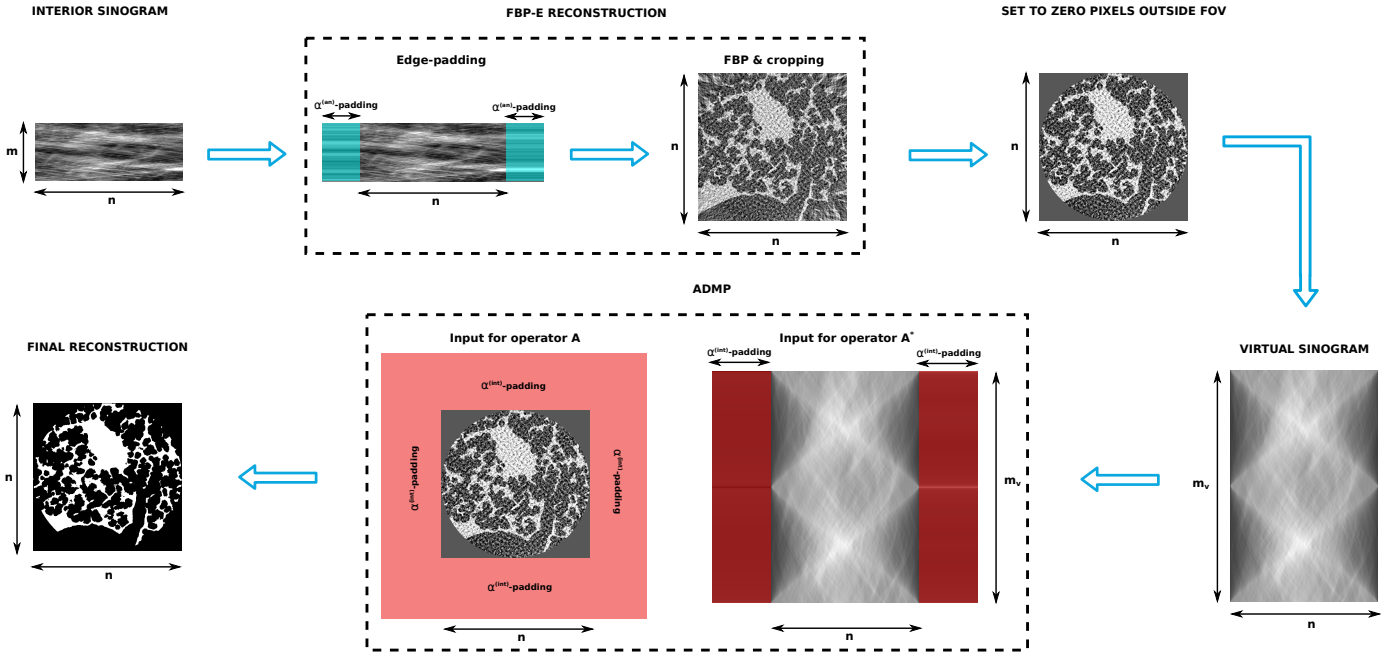 INTERIOR SINOGRAM
FBP-E RECONSTRUCTION
SET TO ZERO PIXELS OUTSIDE FOV
Edge-padding
FBP & cropping
α(an)-padding
α(an)-padding
m
n
n
n
n
n
n
ADMP
FINAL RECONSTRUCTION
Input for operator A
Input for operator A*
VIRTUAL SINOGRAM
α(int)-padding
α(int)-padding
α(int)-padding
α(int)-padding
α(int)-padding
α(int)-padding
n
n
n
n
mv
mv
n